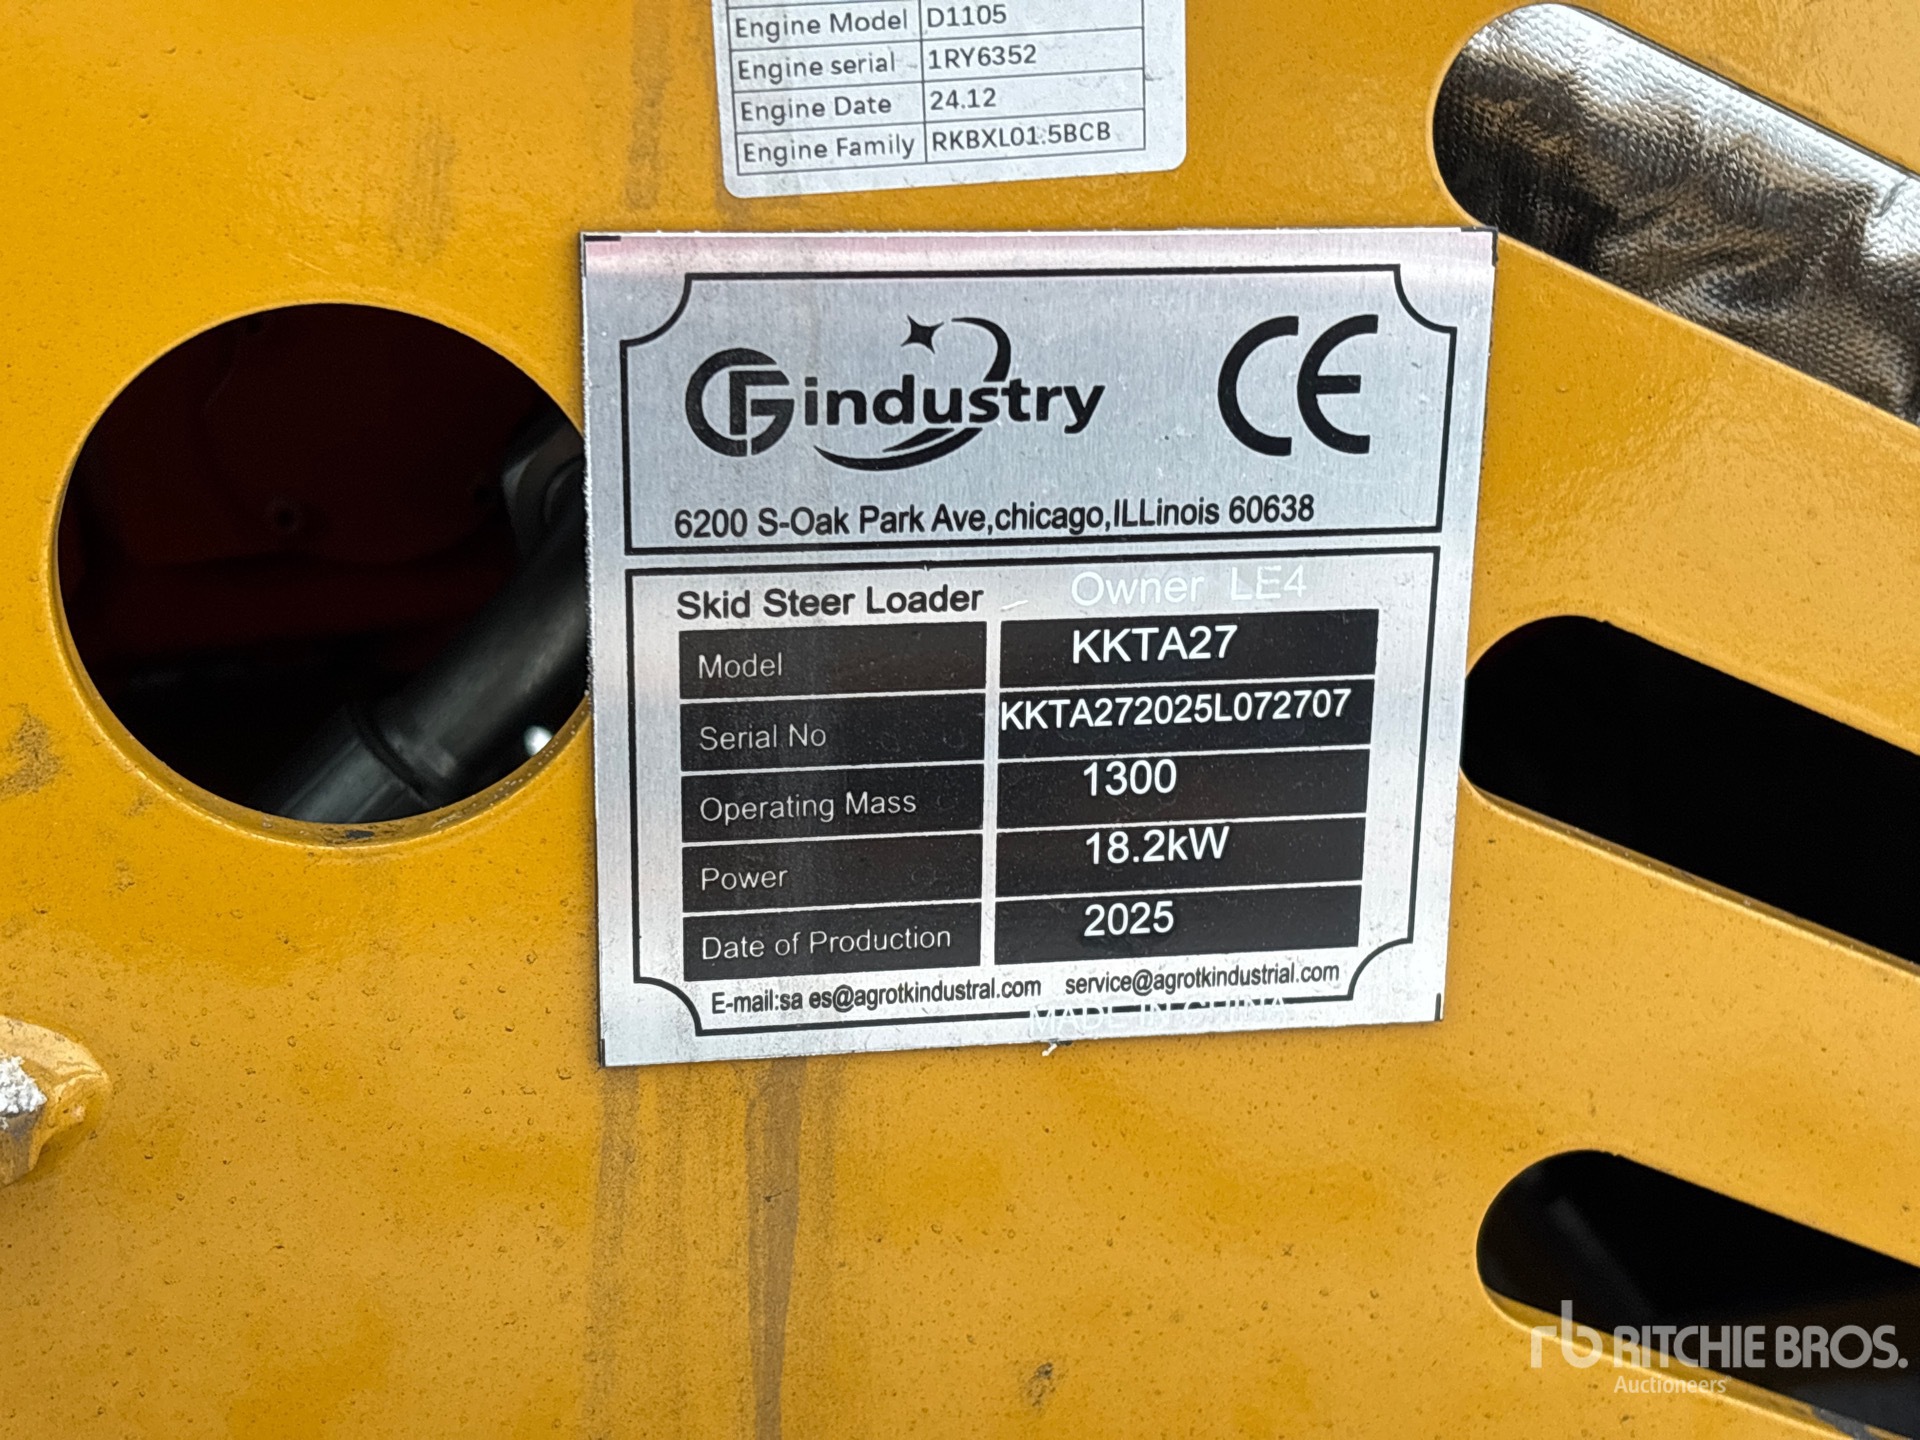 Engine Model D1105
Engine serial 1RY6352
Engine Date 24.12
Engine Family RKBXL01.5BCB
GFindustry CE
6200 S-Oak Park Ave,chicago,ILLinois 60638
Skid Steer Loader Owner LE4
Model KKTA27
Serial No KKTA272025L072707
Operating Mass 1300
Power 18.2kW
Date of Production 2025
E-mail:sa es@agrotkindustral.com service@agrotkindustrial.com
MADE IN CHINA
rb RITCHIE BROS.
Auctioneers